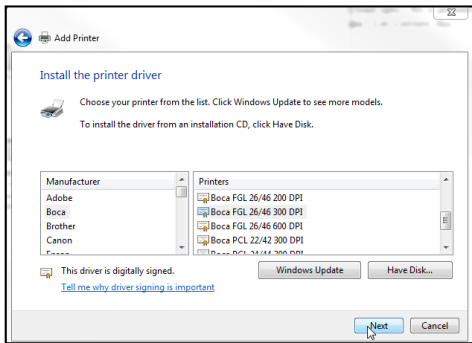 Add Printer
Install the printer driver
Choose your printer from the list. Click Windows Update to see more models.
To install the driver from an installation CD, click Have Disk.
Manufacturer
Adobe
Boca
Brother
Canon
Printers
Boca FGL 26/46 200 DPI
Boca FGL 26/46 300 DPI
Boca FGL 26/46 600 DPI
Boca PCL 22/42 300 DPI
This driver is digitally signed.
Tell me why driver signing is important
Windows Update
Have Disk...
Next
Cancel